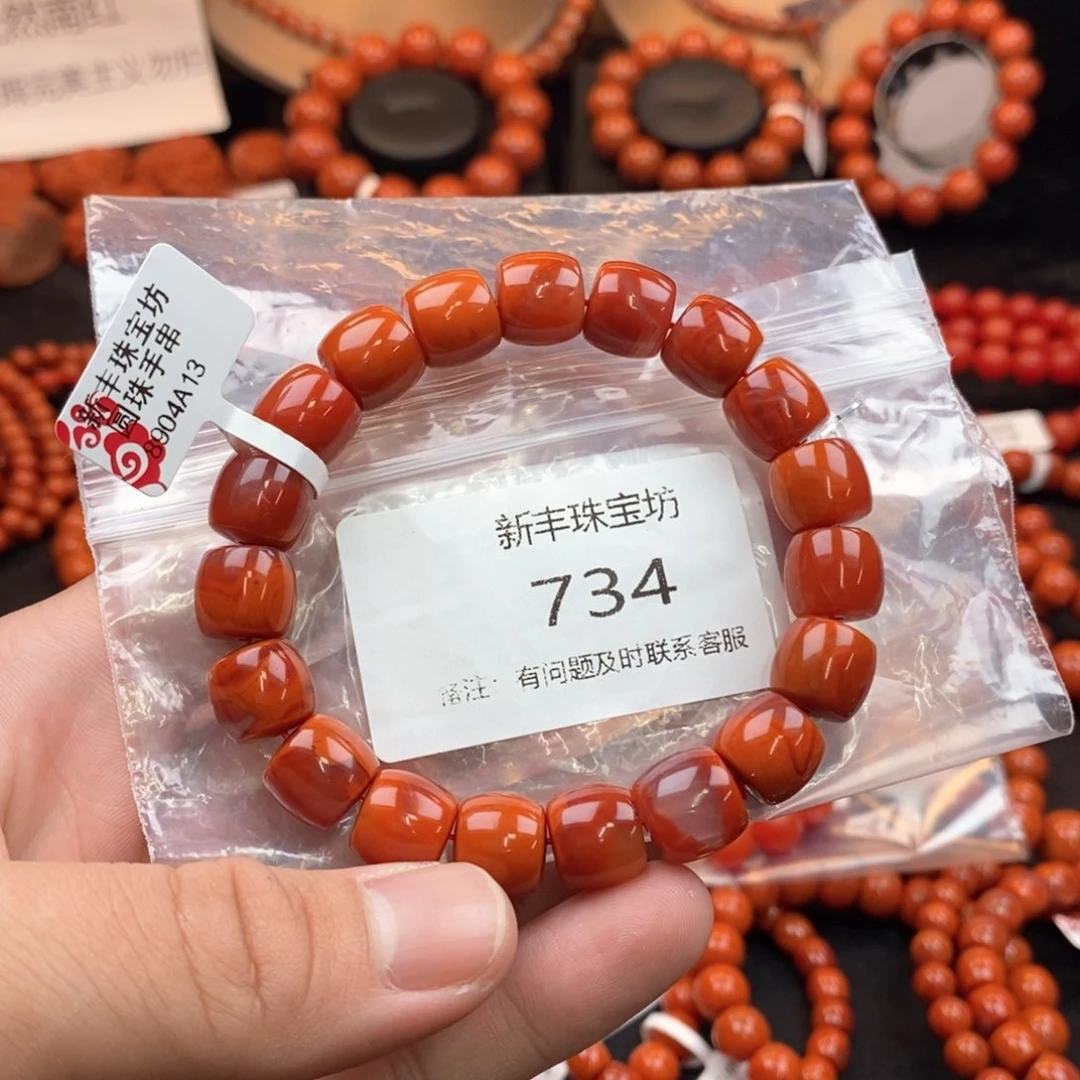 新丰珠宝坊
圆珠手串
8904A13
新丰珠宝坊
734
备注: 有问题及时联系客服